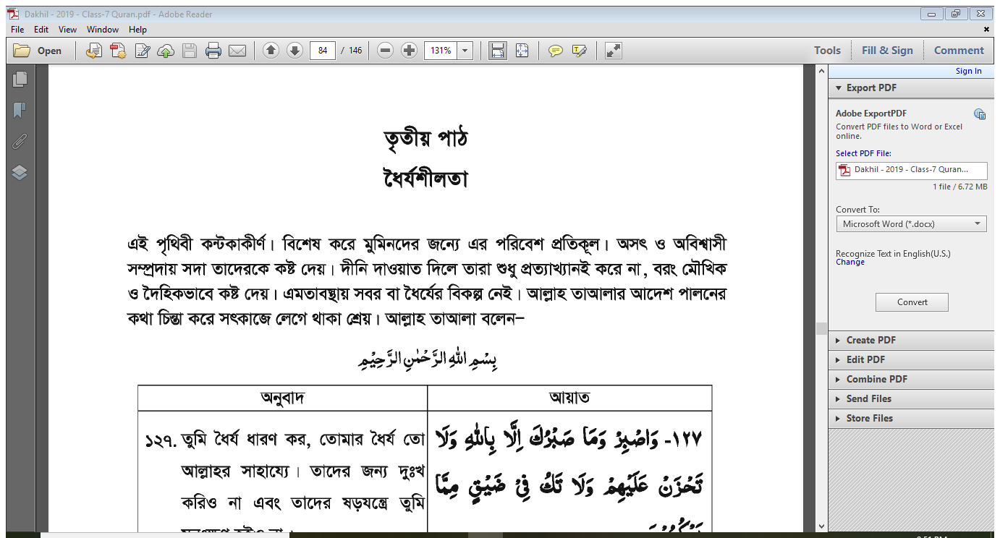 Dakhil - 2019 - Class-7 Quran.pdf - Adobe Reader
File Edit View Window Help
Open 84 / 146 131% Tools Fill & Sign Comment
Sign In
Export PDF
Adobe ExportPDF
Convert PDF files to Word or Excel
online.
Select PDF File:
Dakhil - 2019 - Class-7 Quran...
1 file / 6.72 MB
Convert To:
Microsoft Word (*.docx)
Recognize Text in English(U.S.)
Change
Convert
Create PDF
Edit PDF
Combine PDF
Send Files
Store Files
তৃতীয় পাঠ
ধৈর্যশীলতা
এই পৃথিবী কন্টকাকীর্ণ। বিশেষ করে মুমিনদের জন্যে এর পরিবেশ প্রতিকূল। অসৎ ও অবিশ্বাসী
সম্প্রদায় সদা তাদেরকে কষ্ট দেয়। দীনি দাওয়াত দিলে তারা শুধু প্রত্যাখ্যানই করে না, বরং মৌখিক
ও দৈহিকভাবে কষ্ট দেয়। এমতাবস্থায় সবর বা ধৈর্যের বিকল্প নেই। আল্লাহ তাআলার আদেশ পালনের
কথা চিন্তা করে সৎকাজে লেগে থাকা শ্রেয়। আল্লাহ তাআলা বলেন–
بِسْمِ اللهِ الرَّحْمٰنِ الرَّحِيْمِ
অনুবাদ আয়াত
১২৭. তুমি ধৈর্য ধারণ কর, তোমার ধৈর্য তো
আল্লাহর সাহায্যে। তাদের জন্য দুঃখ
করিও না এবং তাদের ষড়যন্ত্রে তুমি
١٢٧- وَاصْبِرْ وَمَا صَبْرُكَ اِلَّا بِاللهِ وَلَا
تَحْزَنْ عَلَيْهِمْ وَلَا تَكُ فِيْ ضَيْقٍ مِمَّا